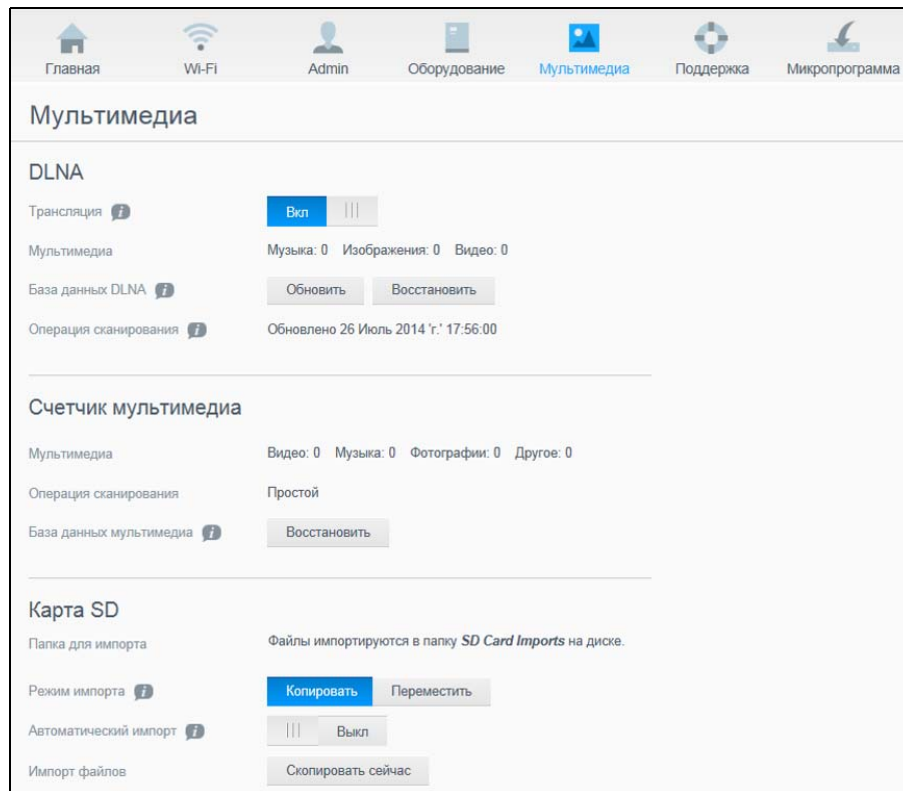 Главная Wi-Fi Admin Оборудование Мультимедиа Поддержка Микропрограмма
Мультимедиа
DLNA
Трансляция i Вкл
Мультимедиа Музыка: 0 Изображения: 0 Видео: 0
База данных DLNA i Обновить Восстановить
Операция сканирования i Обновлено 26 Июль 2014 'г.' 17:56:00
Счетчик мультимедиа
Мультимедиа Видео: 0 Музыка: 0 Фотографии: 0 Другое: 0
Операция сканирования Простой
База данных мультимедиа i Восстановить
Карта SD
Папка для импорта Файлы импортируются в папку SD Card Imports на диске.
Режим импорта i Копировать Переместить
Автоматический импорт i Выкл
Импорт файлов Скопировать сейчас